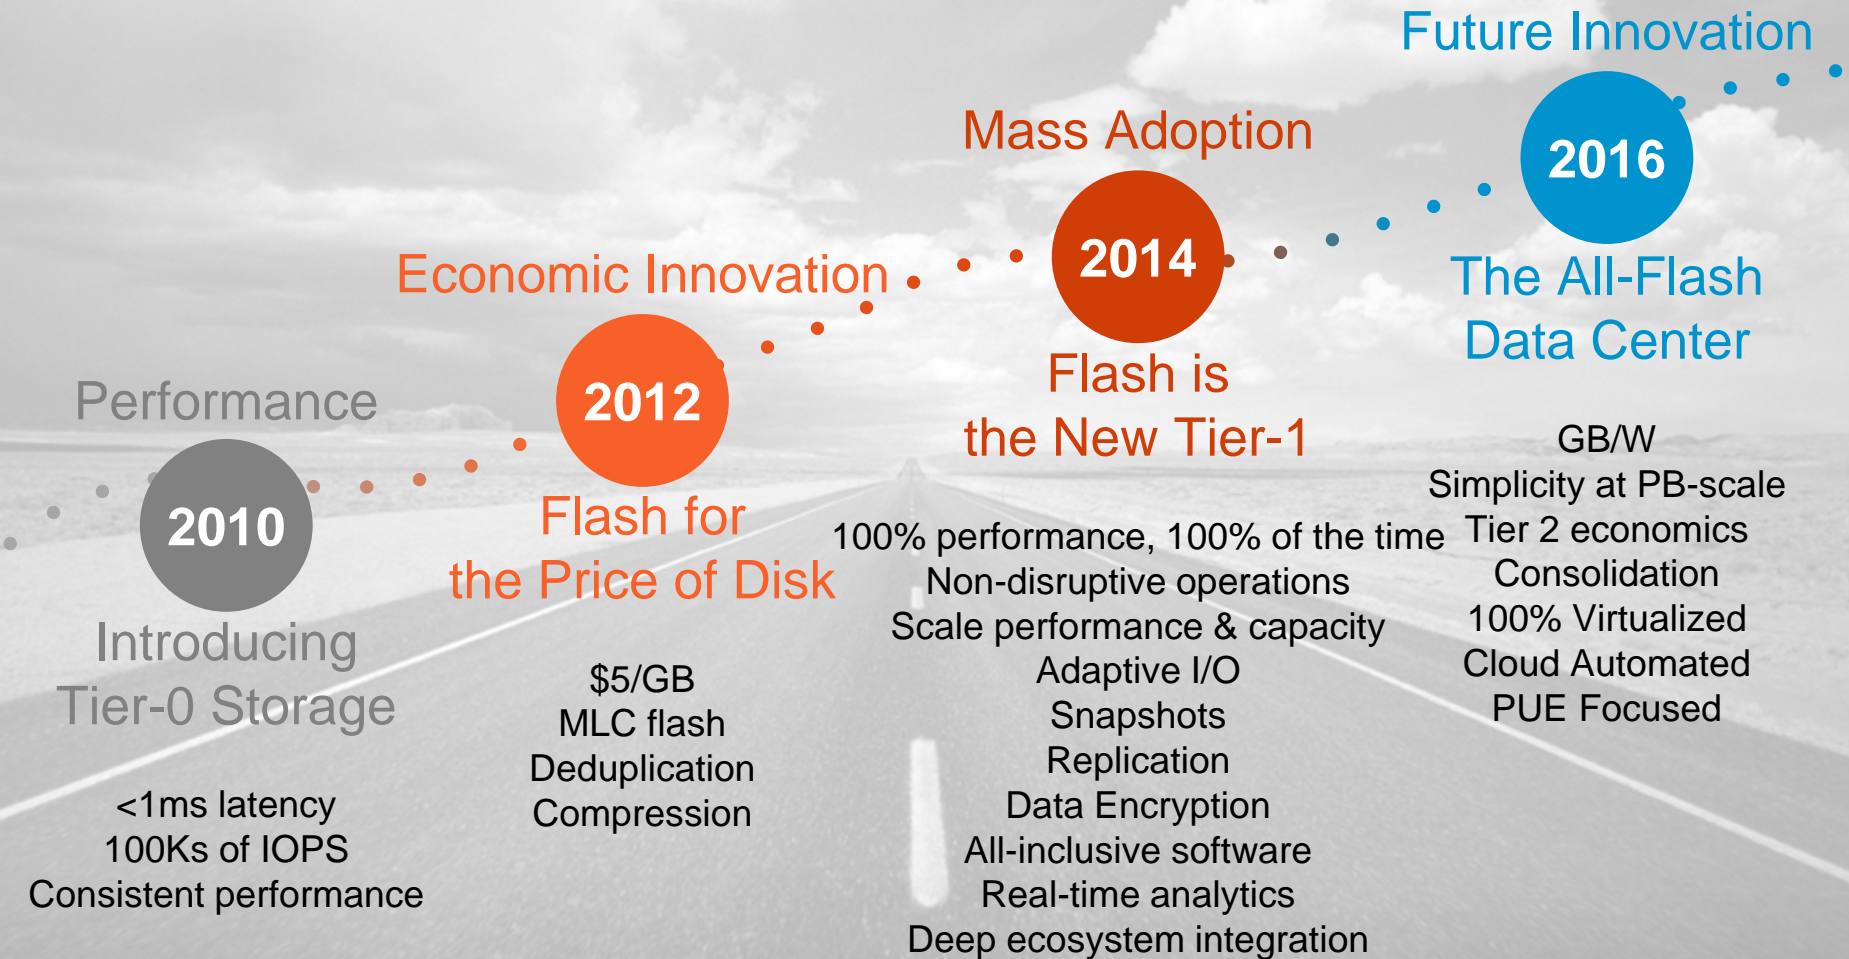 Performance
2010
Introducing
Tier-0 Storage
<1ms latency
100Ks of IOPS
Consistent performance
Economic Innovation
2012
Flash for
the Price of Disk
$5/GB
MLC flash
Deduplication
Compression
Mass Adoption
2014
Flash is
the New Tier-1
100% performance, 100% of the time
Non-disruptive operations
Scale performance & capacity
Adaptive I/O
Snapshots
Replication
Data Encryption
All-inclusive software
Real-time analytics
Deep ecosystem integration
Future Innovation
2016
The All-Flash
Data Center
GB/W
Simplicity at PB-scale
Tier 2 economics
Consolidation
100% Virtualized
Cloud Automated
PUE Focused